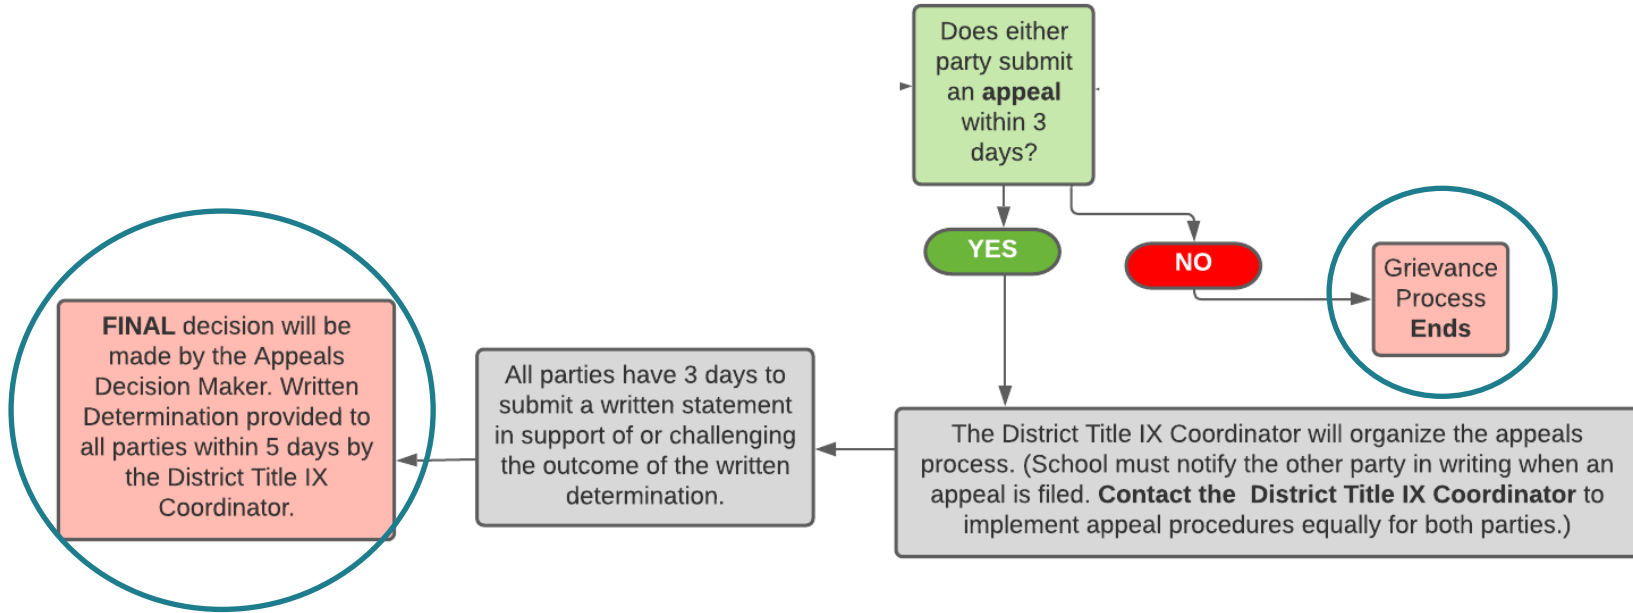 Does either
party submit
an appeal
within 3
days?
YES
NO
Grievance
Process
Ends
The District Title IX Coordinator will organize the appeals
process. (School must notify the other party in writing when an
appeal is filed. Contact the District Title IX Coordinator to
implement appeal procedures equally for both parties.)
All parties have 3 days to
submit a written statement
in support of or challenging
the outcome of the written
determination.
FINAL decision will be
made by the Appeals
Decision Maker. Written
Determination provided to
all parties within 5 days by
the District Title IX
Coordinator.